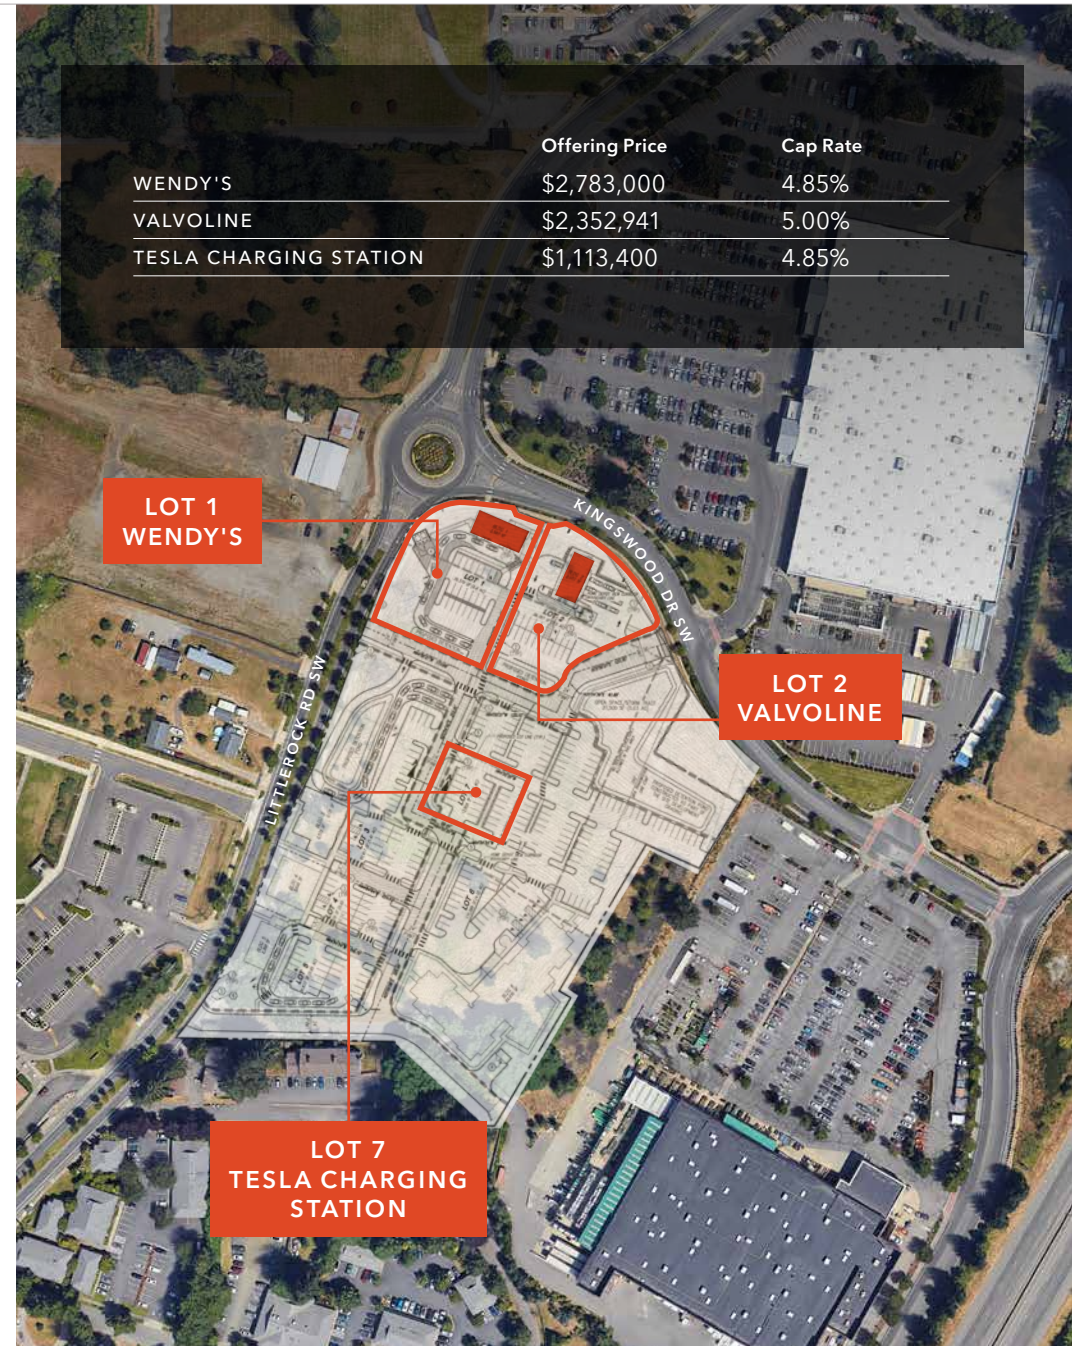 Offering Price Cap Rate
WENDY'S $2,783,000 4.85%
VALVOLINE $2,352,941 5.00%
TESLA CHARGING STATION $1,113,400 4.85%
LOT 1
WENDY'S
KINGSWOOD DR SW
LOT 2
VALVOLINE
LITTLEROCK RD SW
LOT 7
TESLA CHARGING
STATION
LOT 1